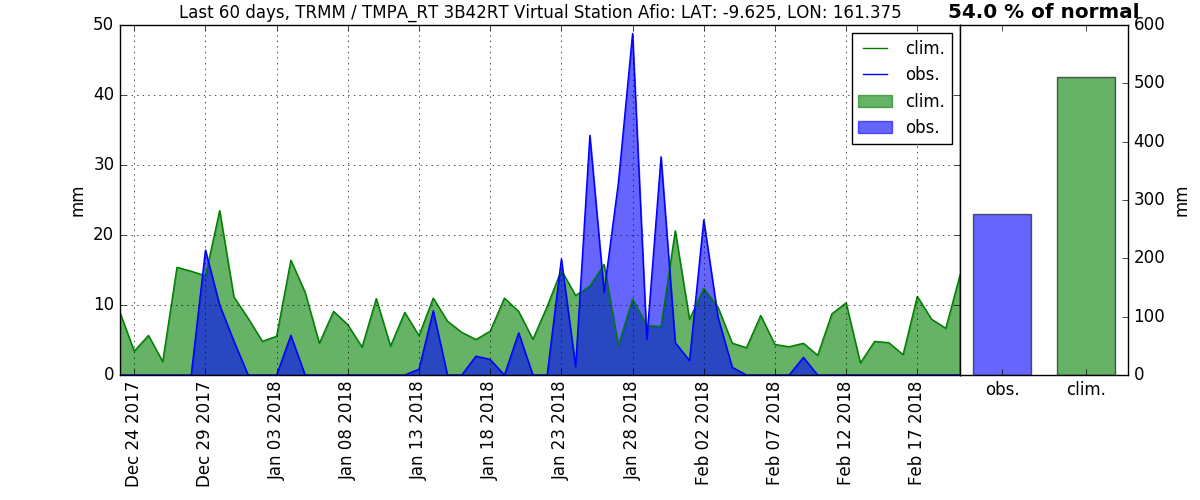 Last 60 days, TRMM / TMPA_RT 3B42RT Virtual Station Afio: LAT: -9.625, LON: 161.375
54.0 % of normal
50
40
30
20
10
0
mm
clim.
obs.
clim.
obs.
600
500
400
300
200
100
0
mm
obs.
clim.
Dec 24 2017
Dec 29 2017
Jan 03 2018
Jan 08 2018
Jan 13 2018
Jan 18 2018
Jan 23 2018
Jan 28 2018
Feb 02 2018
Feb 07 2018
Feb 12 2018
Feb 17 2018